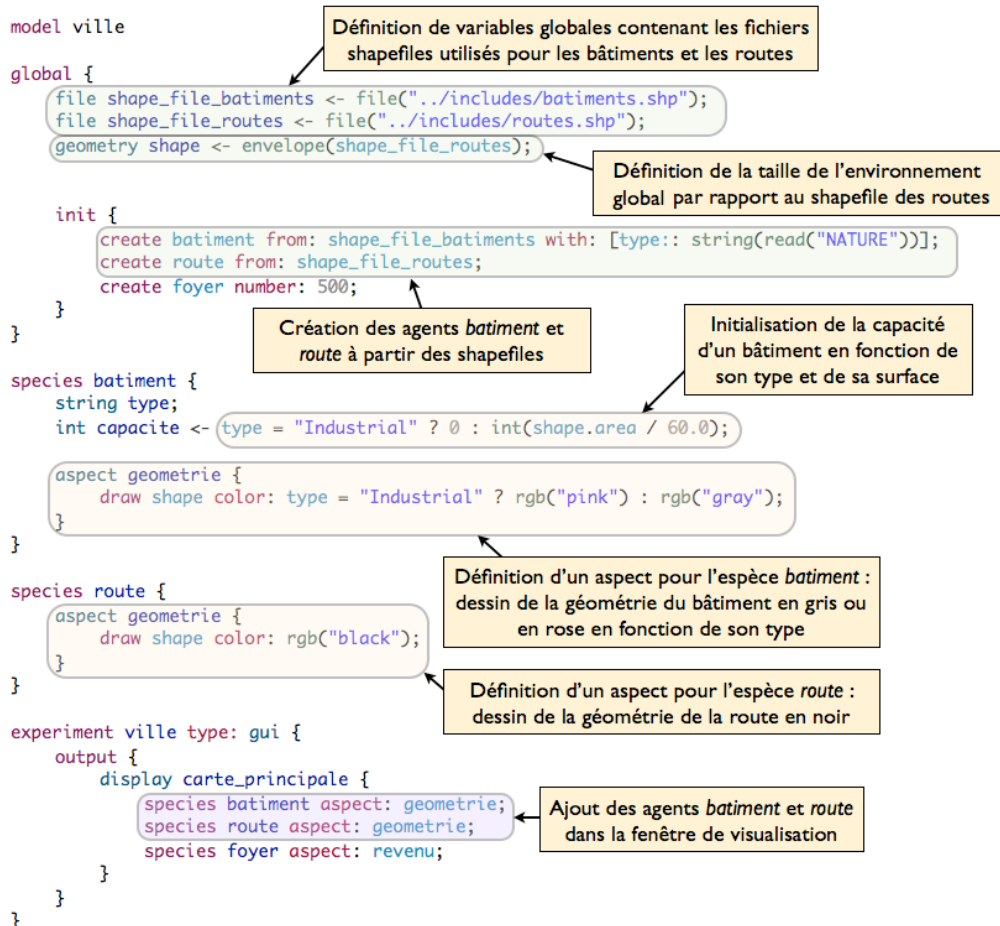 model ville
Définition de variables globales contenant les fichiers
shapefiles utilisés pour les bâtiments et les routes
global {
file shape_file_batiments <- file("../includes/batiments.shp");
file shape_file_routes <- file("../includes/routes.shp");
geometry shape <- envelope(shape_file_routes);
Définition de la taille de l'environnement
global par rapport au shapefile des routes
init {
create batiment from: shape_file_batiments with: [type:: string(read("NATURE"))];
create route from: shape_file_routes;
create foyer number: 500;
}
}
Création des agents batiment et
route à partir des shapefiles
Initialisation de la capacité
d'un bâtiment en fonction de
son type et de sa surface
species batiment {
string type;
int capacite <- type = "Industrial" ? 0 : int(shape.area / 60.0);
aspect geometrie {
draw shape color: type = "Industrial" ? rgb("pink") : rgb("gray");
}
}
Définition d'un aspect pour l'espèce batiment :
dessin de la géométrie du bâtiment en gris ou
en rose en fonction de son type
species route {
aspect geometrie {
draw shape color: rgb("black");
}
}
Définition d'un aspect pour l'espèce route :
dessin de la géométrie de la route en noir
experiment ville type: gui {
output {
display carte_principale {
species batiment aspect: geometrie;
species route aspect: geometrie;
species foyer aspect: revenu;
}
}
}
Ajout des agents batiment et route
dans la fenêtre de visualisation